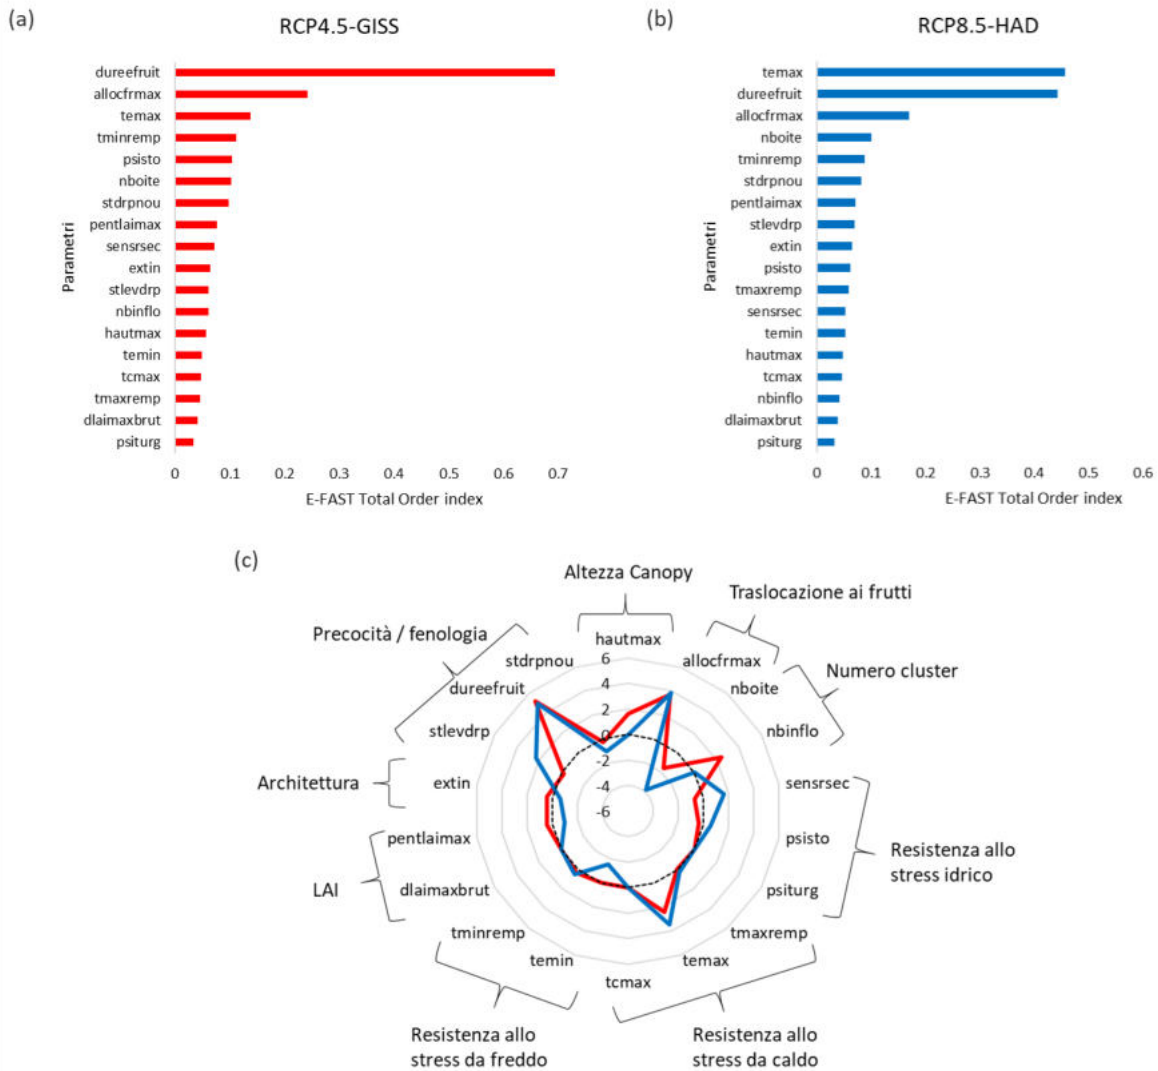 (a)
RCP4.5-GISS
Parametri
dureefruit
allocfrmax
temax
tminremp
psisto
nboite
stdrpnou
pentlaimax
sensrsec
extin
stlevdrp
nbinflo
hautmax
temin
tcmax
tmaxremp
dlaimaxbrut
psiturg
0 0.1 0.2 0.3 0.4 0.5 0.6 0.7
E-FAST Total Order index
(b)
RCP8.5-HAD
Parametri
temax
dureefruit
allocfrmax
nboite
tminremp
stdrpnou
pentlaimax
stlevdrp
extin
psisto
tmaxremp
sensrsec
temin
hautmax
tcmax
nbinflo
dlaimaxbrut
psiturg
0 0.1 0.2 0.3 0.4 0.5 0.6
E-FAST Total Order index
(c)
Altezza Canopy
Traslocazione ai frutti
Precocità / fenologia
hautmax
stdrpnou
allocfrmax
Numero cluster
dureefruit
nboite
stlevdrp
nbinflo
Architettura
extin
sensrsec
pentlaimax
psisto
Resistenza allo
stress idrico
LAI
dlaimaxbrut
psiturg
tminremp
tmaxremp
temin
temax
tcmax
6
4
2
0
-2
-4
-6
Resistenza allo
stress da freddo
Resistenza allo
stress da caldo